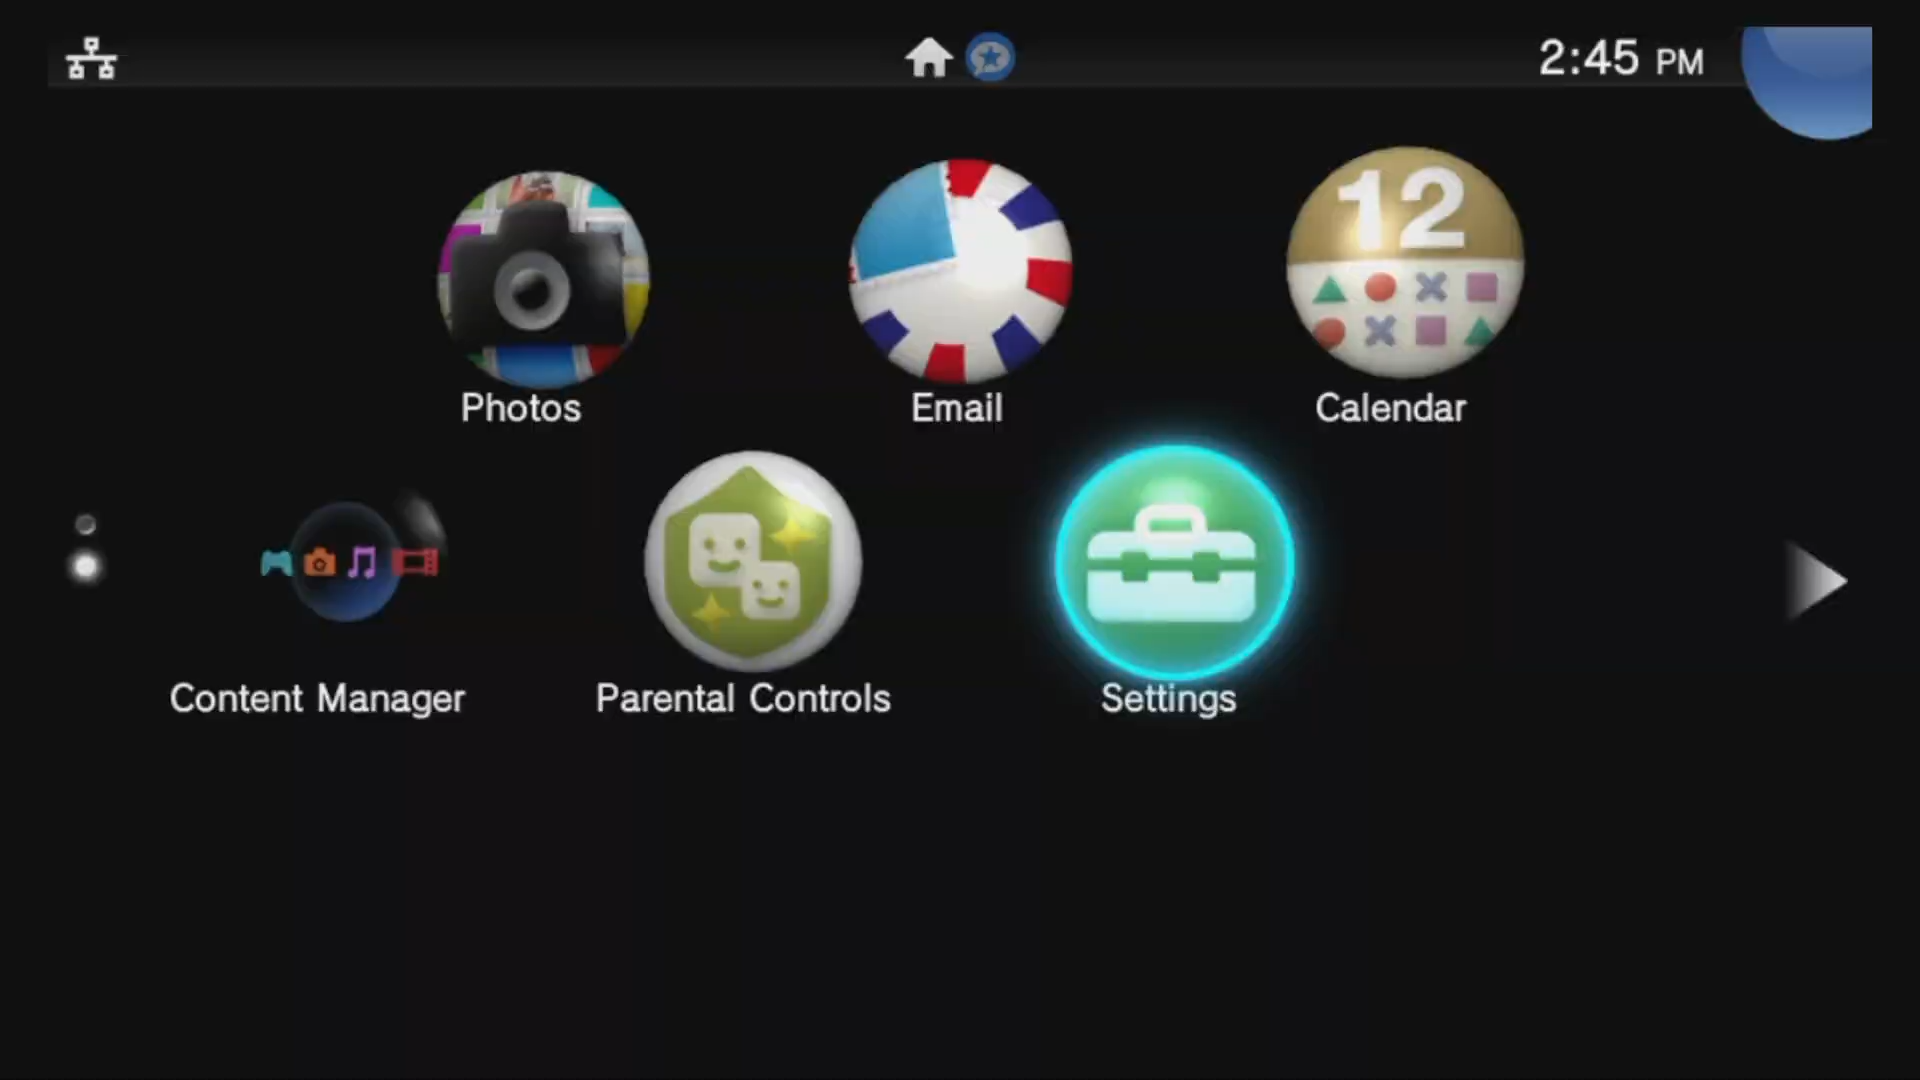 2:45 PM
12
Photos
Email
Calendar
Content Manager
Parental Controls
Settings